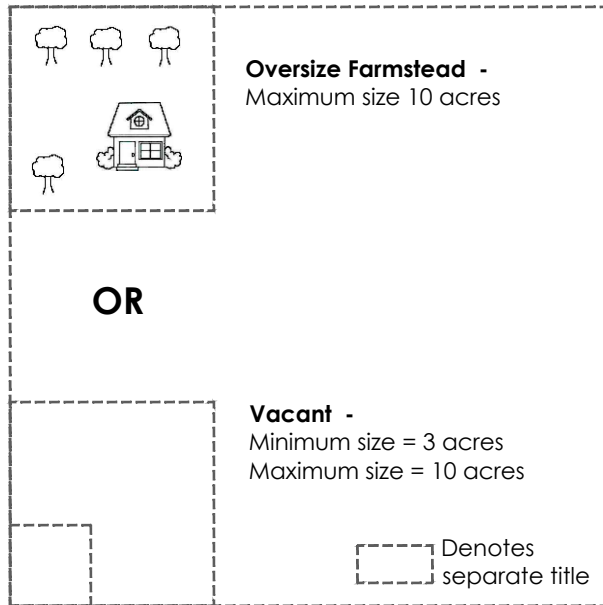 Oversize Farmstead -
Maximum size 10 acres
OR
Vacant -
Minimum size = 3 acres
Maximum size = 10 acres
Denotes
separate title